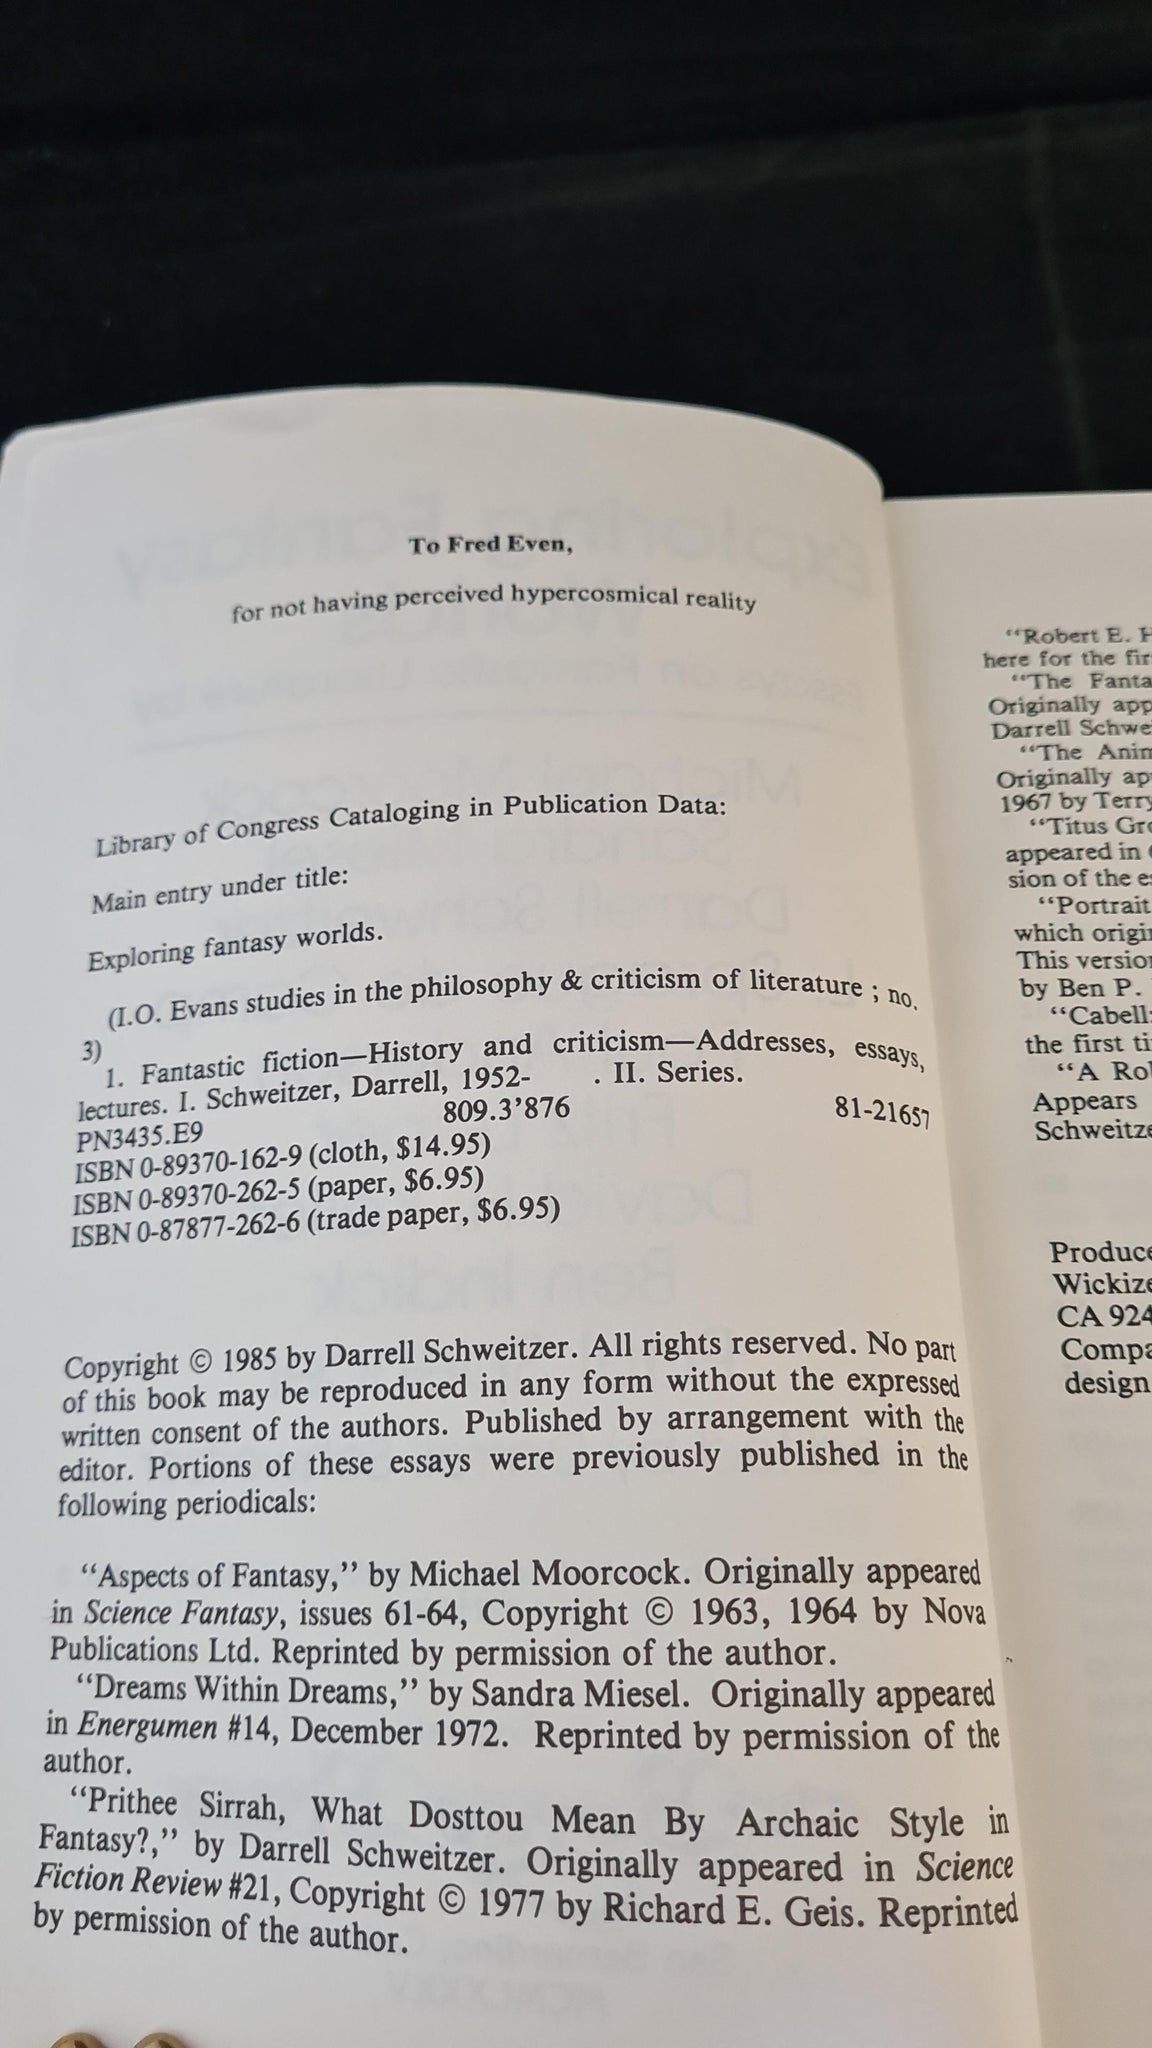 To Fred Even,
for not having perceived hypercosmical reality
Library of Congress Cataloging in Publication Data:
Main entry under title:
Exploring fantasy worlds.
(I.O. Evans studies in the philosophy & criticism of literature ; no.
3)
1. Fantastic fiction—History and criticism—Addresses, essays,
lectures. I. Schweitzer, Darrell, 1952- . II. Series.
PN3435.E9 809.3'876 81-21657
ISBN 0-89370-162-9 (cloth, $14.95)
ISBN 0-89370-262-5 (paper, $6.95)
ISBN 0-87877-262-6 (trade paper, $6.95)
Copyright © 1985 by Darrell Schweitzer. All rights reserved. No part
of this book may be reproduced in any form without the expressed
written consent of the authors. Published by arrangement with the
editor. Portions of these essays were previously published in the
following periodicals:
"Aspects of Fantasy," by Michael Moorcock. Originally appeared
in Science Fantasy, issues 61-64, Copyright © 1963, 1964 by Nova
Publications Ltd. Reprinted by permission of the author.
"Dreams Within Dreams," by Sandra Miesel. Originally appeared
in Energumen #14, December 1972. Reprinted by permission of the
author.
"Prithee Sirrah, What Dosttou Mean By Archaic Style in
Fantasy?," by Darrell Schweitzer. Originally appeared in Science
Fiction Review #21, Copyright © 1977 by Richard E. Geis. Reprinted
by permission of the author.
"Robert E.
here for the
"The
Originally
Darrell
"The
Originally
1967 by Terry
"Titus
appeared in
sion of the
"Portrait
which
This
by Ben P.
"Cabell
the first
"A
Appears

CA